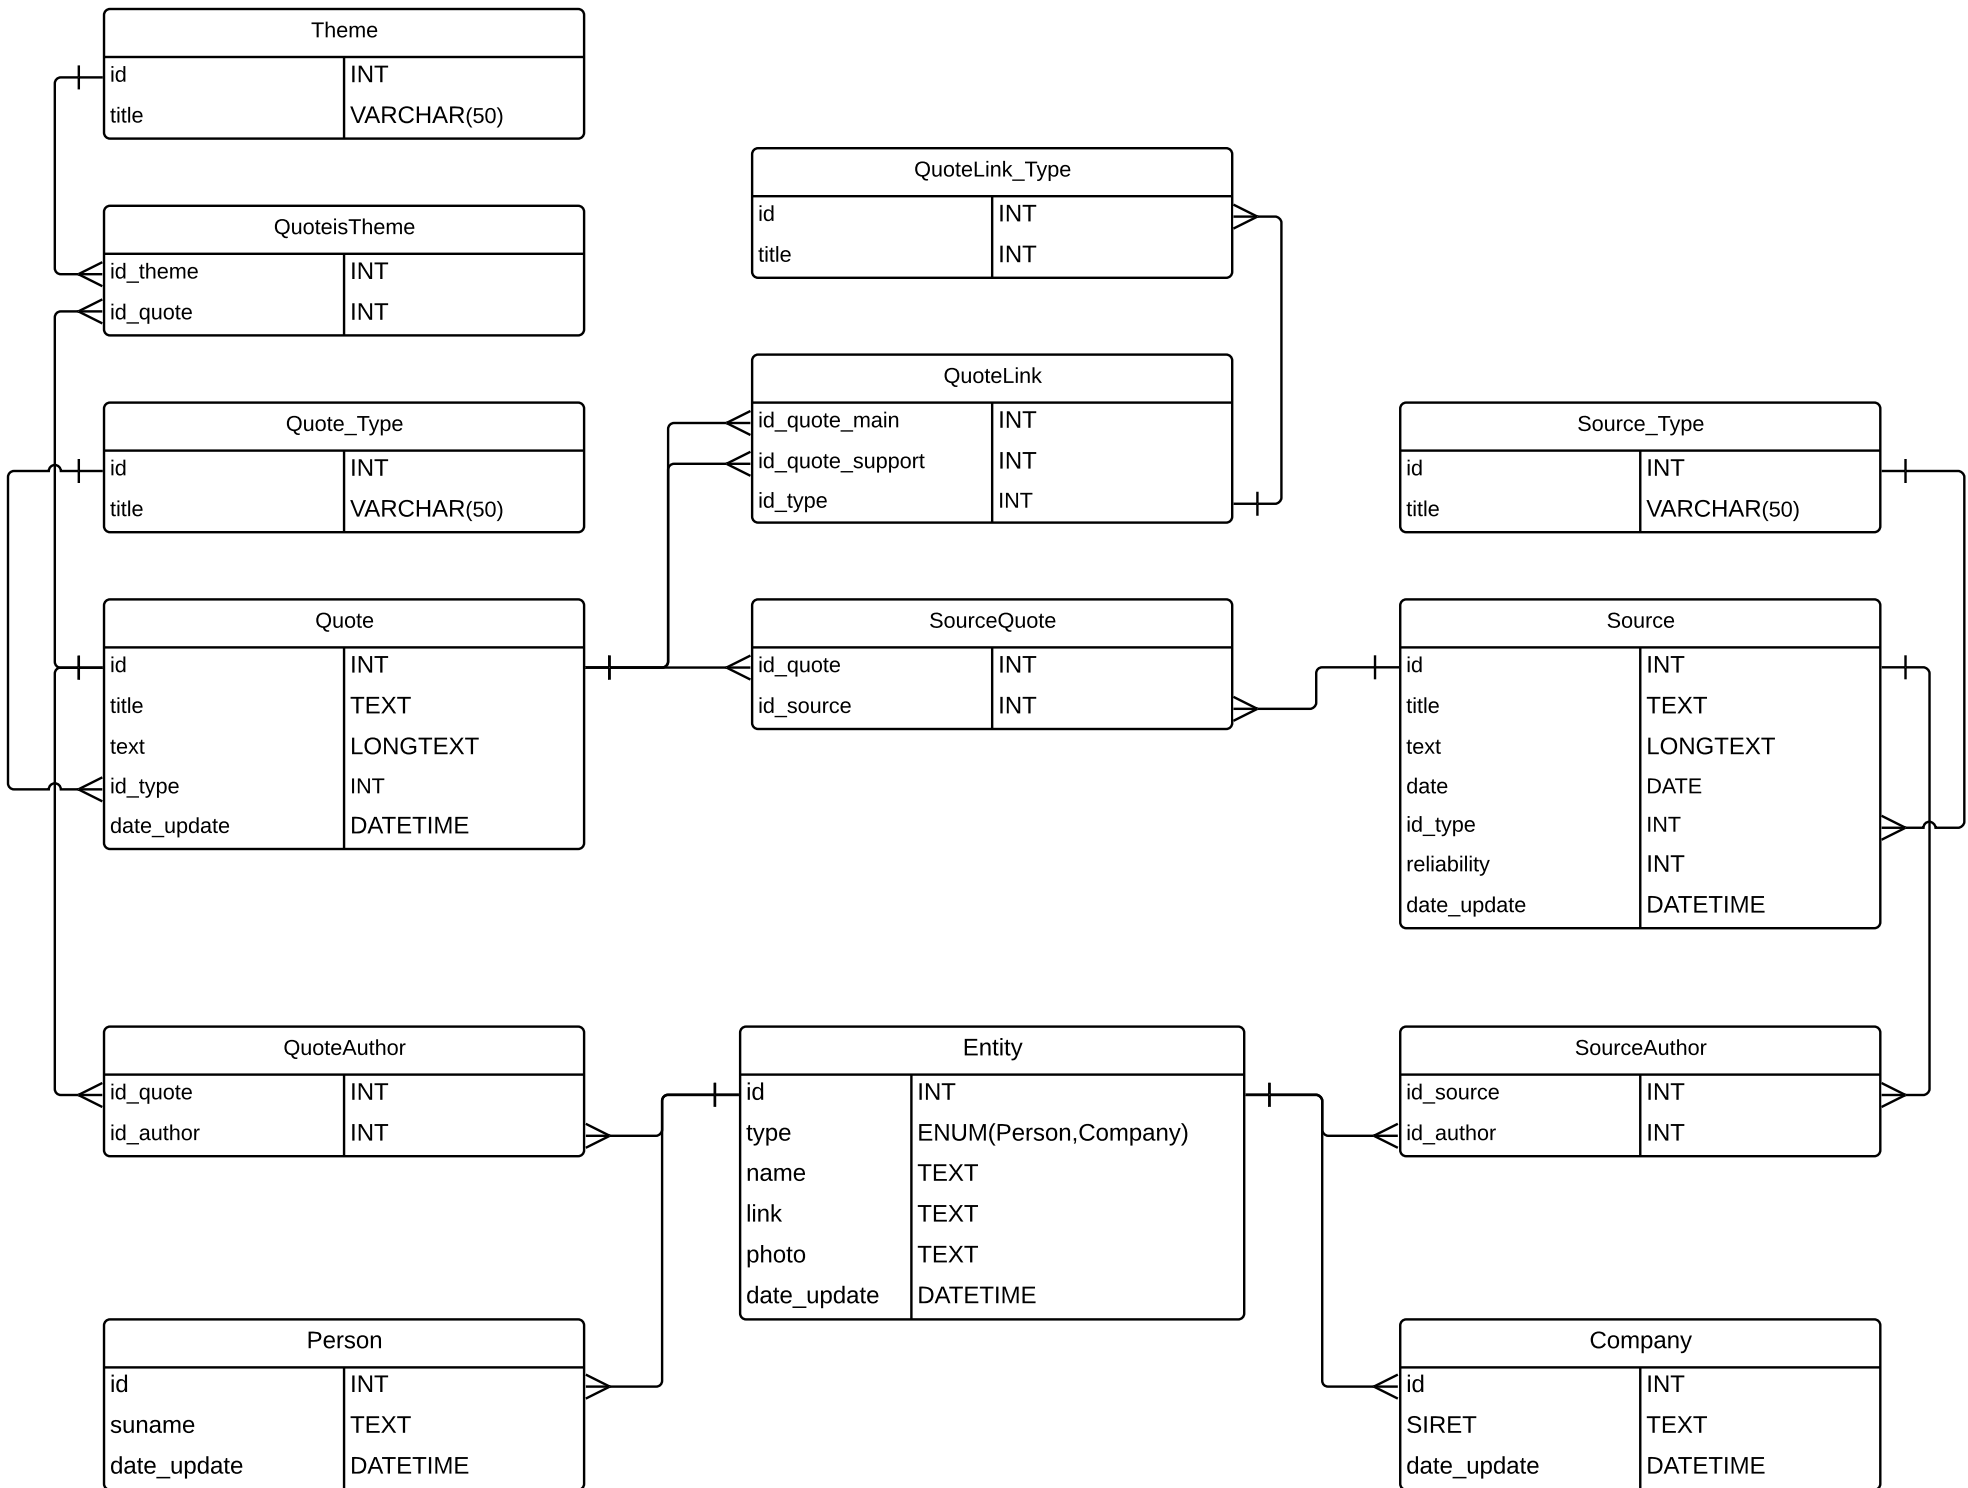 Theme
id INT
title VARCHAR(50)
QuoteisTheme
id_theme INT
id_quote INT
Quote_Type
id INT
title VARCHAR(50)
Quote
id INT
title TEXT
text LONGTEXT
id_type INT
date_update DATETIME
QuoteLink_Type
id INT
title INT
QuoteLink
id_quote_main INT
id_quote_support INT
id_type INT
SourceQuote
id_quote INT
id_source INT
Source_Type
id INT
title VARCHAR(50)
Source
id INT
title TEXT
text LONGTEXT
date DATE
id_type INT
reliability INT
date_update DATETIME
QuoteAuthor
id_quote INT
id_author INT
Entity
id INT
type ENUM(Person,Company)
name TEXT
link TEXT
photo TEXT
date_update DATETIME
SourceAuthor
id_source INT
id_author INT
Person
id INT
suname TEXT
date_update DATETIME
Company
id INT
SIRET TEXT
date_update DATETIME